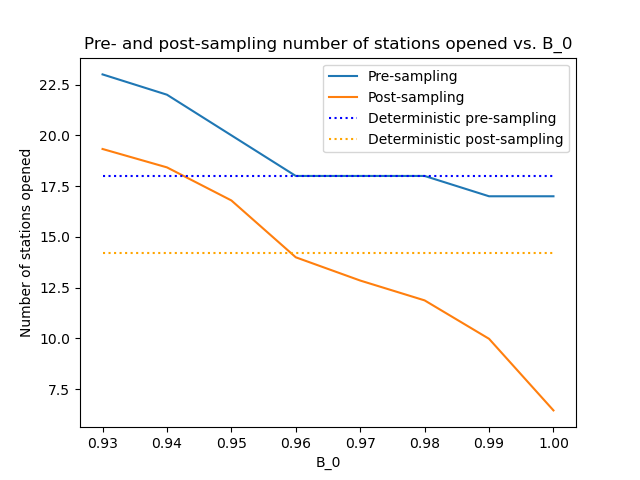 Pre- and post-sampling number of stations opened vs. B_0
Pre-sampling
Post-sampling
Deterministic pre-sampling
Deterministic post-sampling
Number of stations opened
22.5
20.0
17.5
15.0
12.5
10.0
7.5
0.93 0.94 0.95 0.96 0.97 0.98 0.99 1.00
B_0